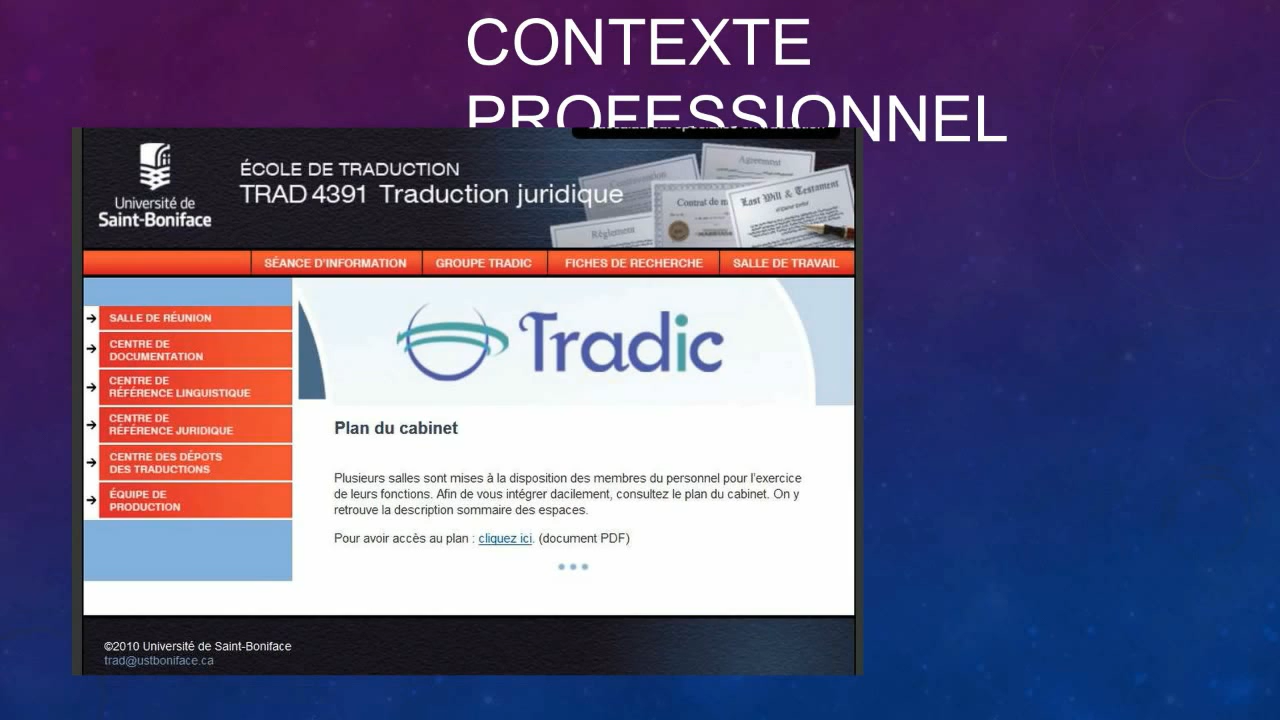 CONTEXTE
PROFESSIONNEL
Université de
Saint-Boniface
ÉCOLE DE TRADUCTION
TRAD 4391 Traduction juridique
Agreement
Contrat de m
Last Will & Testament
Règlement
SÉANCE D'INFORMATION
GROUPE TRADIC
FICHES DE RECHERCHE
SALLE DE TRAVAIL
SALLE DE RÉUNION
CENTRE DE
DOCUMENTATION
CENTRE DE
RÉFÉRENCE LINGUISTIQUE
CENTRE DE
RÉFÉRENCE JURIDIQUE
CENTRE DES DÉPOTS
DES TRADUCTIONS
ÉQUIPE DE
PRODUCTION
Tradic
Plan du cabinet
Plusieurs salles sont mises à la disposition des membres du personnel pour l'exercice
de leurs fonctions. Afin de vous intégrer dacilement, consultez le plan du cabinet. On y
retrouve la description sommaire des espaces.
Pour avoir accès au plan : cliquez ici. (document PDF)
©2010 Université de Saint-Boniface
trad@ustboniface.ca